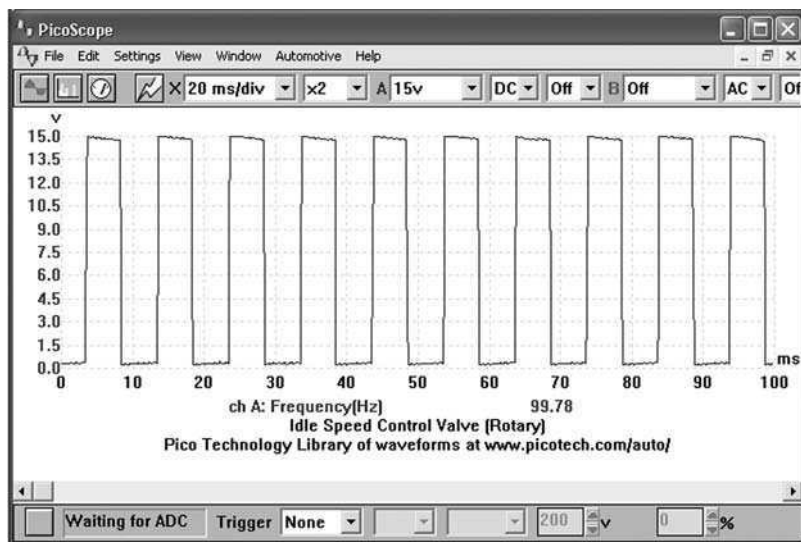 PicoScope
File Edit Settings View Window Automotive Help
X 20 ms/div x2 A 15v DC Off B Off AC Of
v
15.0
13.5
12.0
10.5
9.0
7.5
6.0
4.5
3.0
1.5
0.0
ms
0 10 20 30 40 50 60 70 80 90 100
ch A: Frequency(Hz) 99.78
Idle Speed Control Valve (Rotary)
Pico Technology Library of waveforms at www.picotech.com/auto/
Waiting for ADC Trigger None 200 v 0 %